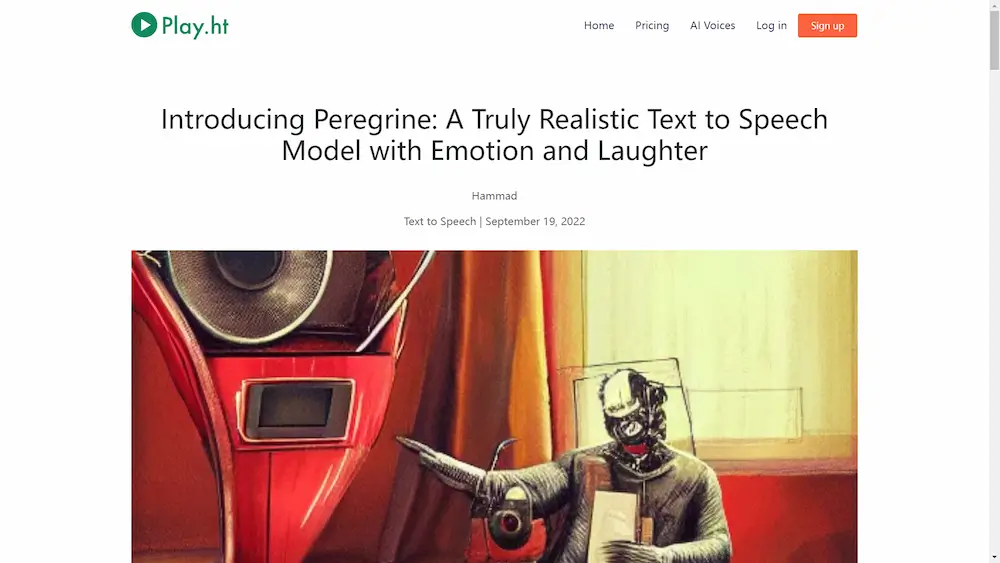 Play.ht
Home Pricing AI Voices Log in Sign up
Introducing Peregrine: A Truly Realistic Text to Speech
Model with Emotion and Laughter
Hammad
Text to Speech | September 19, 2022